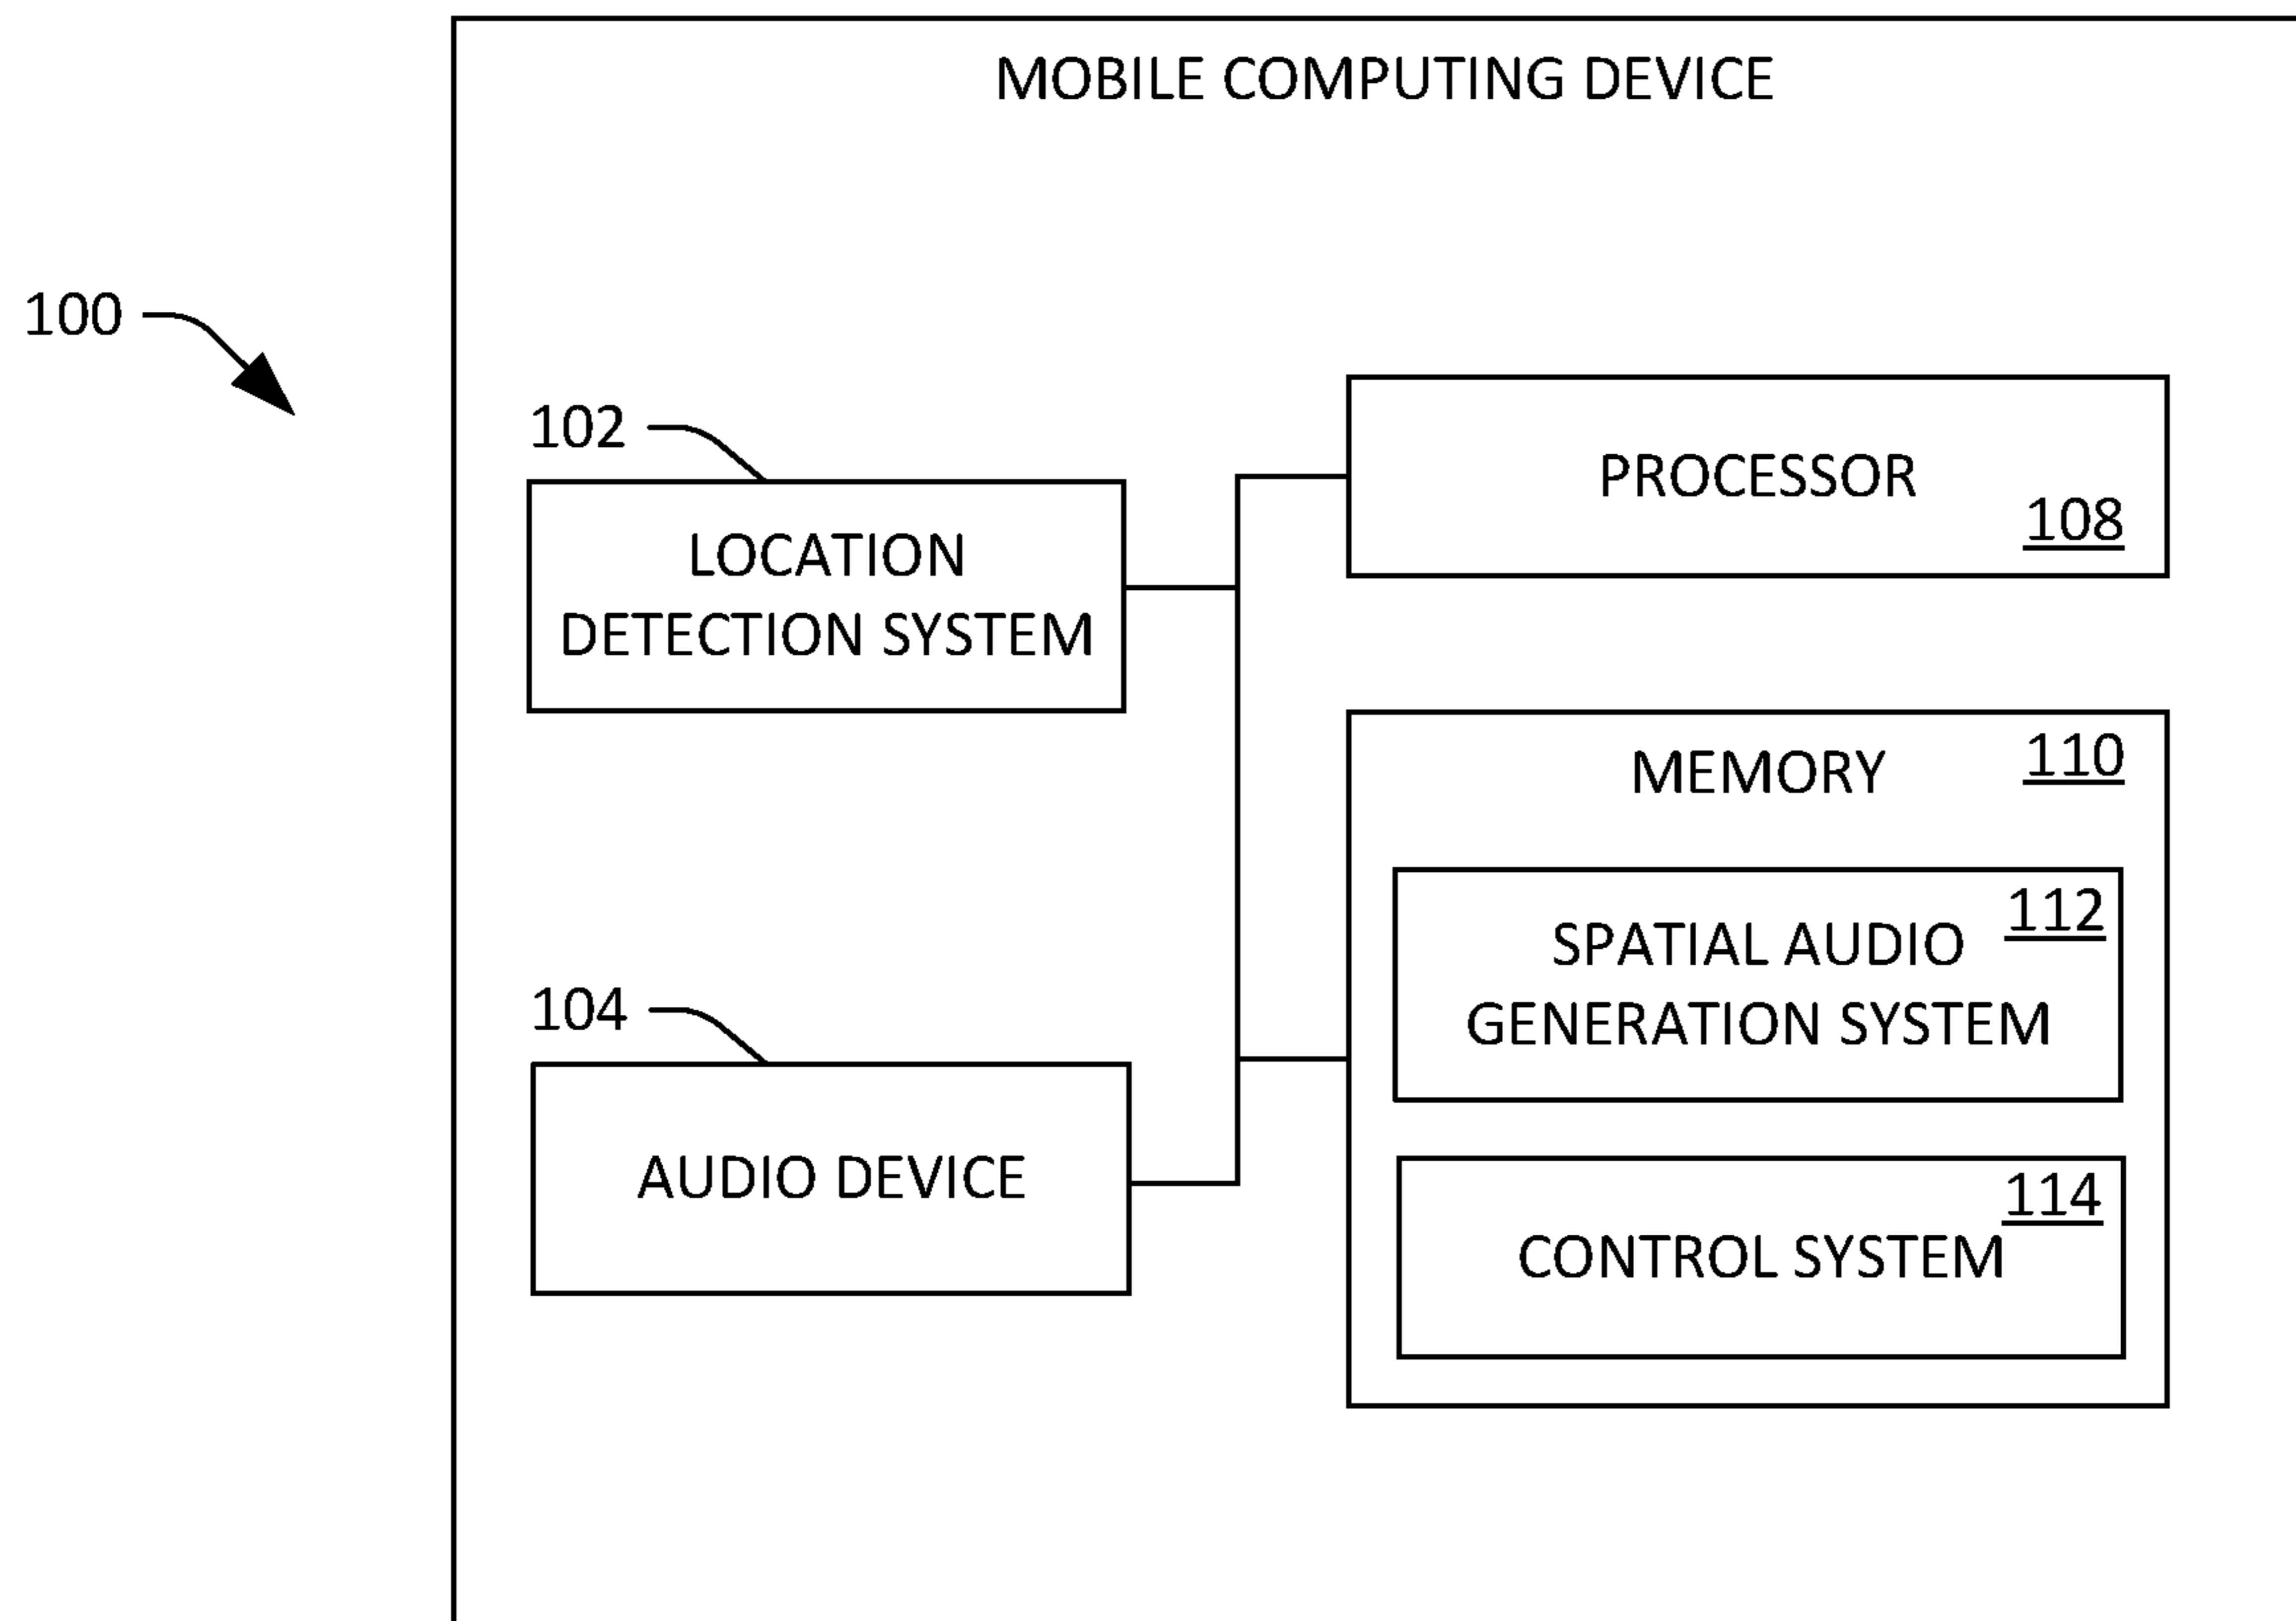 MOBILE COMPUTING DEVICE
100
102
LOCATION
DETECTION SYSTEM
PROCESSOR
108
MEMORY
110
SPATIAL AUDIO
112
GENERATION SYSTEM
104
AUDIO DEVICE
114
CONTROL SYSTEM